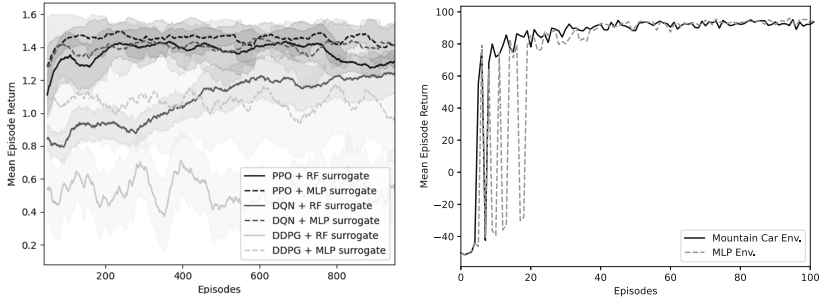 1.6
1.4
1.2
1.0
0.8
0.6
0.4
0.2
Mean Episode Return
200
400
600
800
Episodes
PPO + RF surrogate
PPO + MLP surrogate
DQN + RF surrogate
DQN + MLP surrogate
DDPG + RF surrogate
DDPG + MLP surrogate
100
80
60
40
20
0
−20
−40
Mean Episode Return
0
20
40
60
80
100
Episodes
Mountain Car Env.
MLP Env.